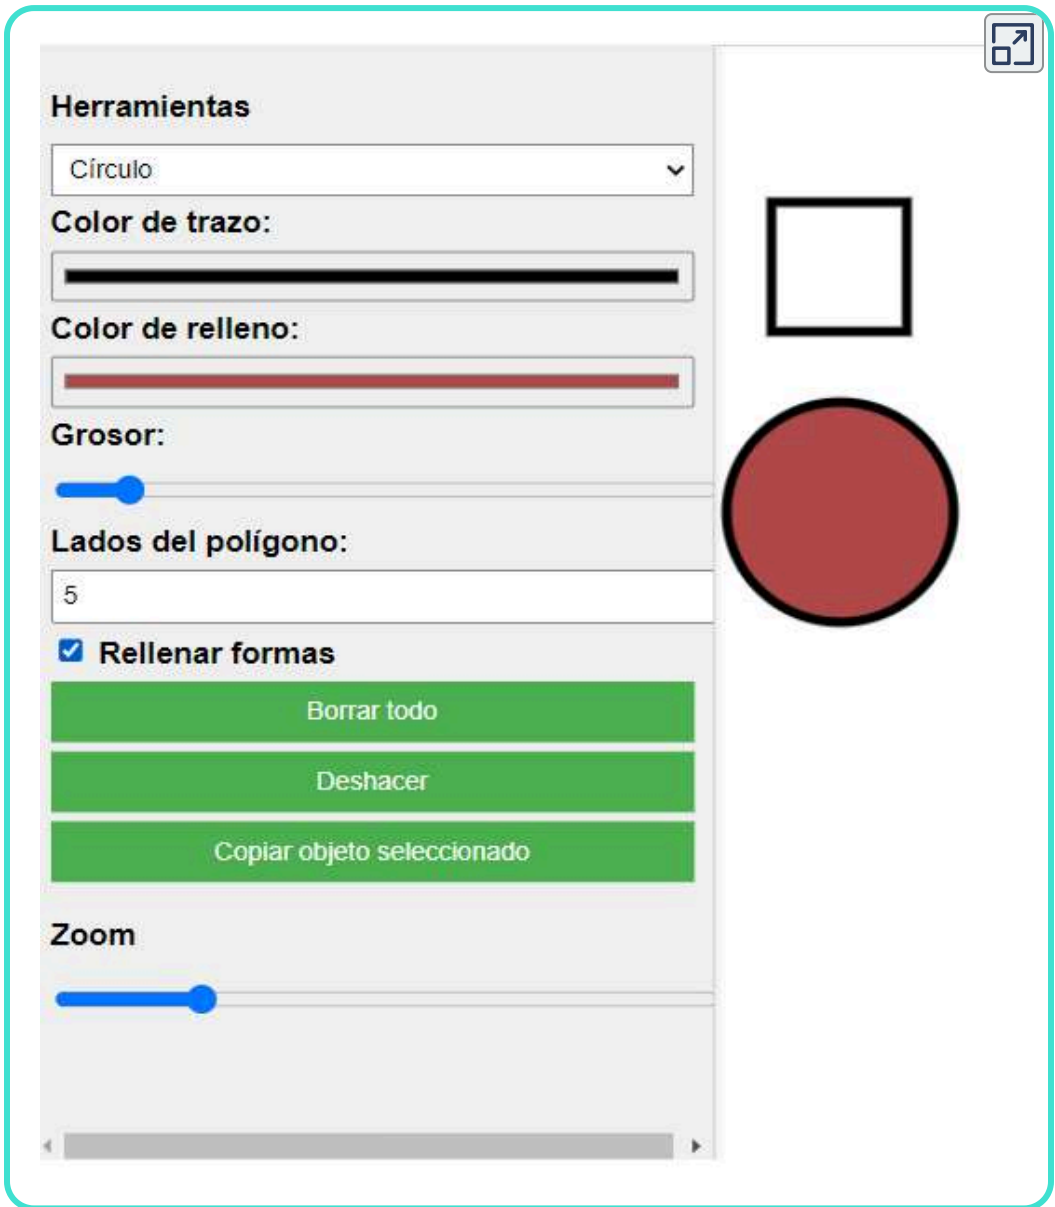 Herramientas
Círculo
Color de trazo:
Color de relleno:
Grosor:
Lados del polígono:
5
Rellenar formas
Borrar todo
Deshacer
Copiar objeto seleccionado
Zoom